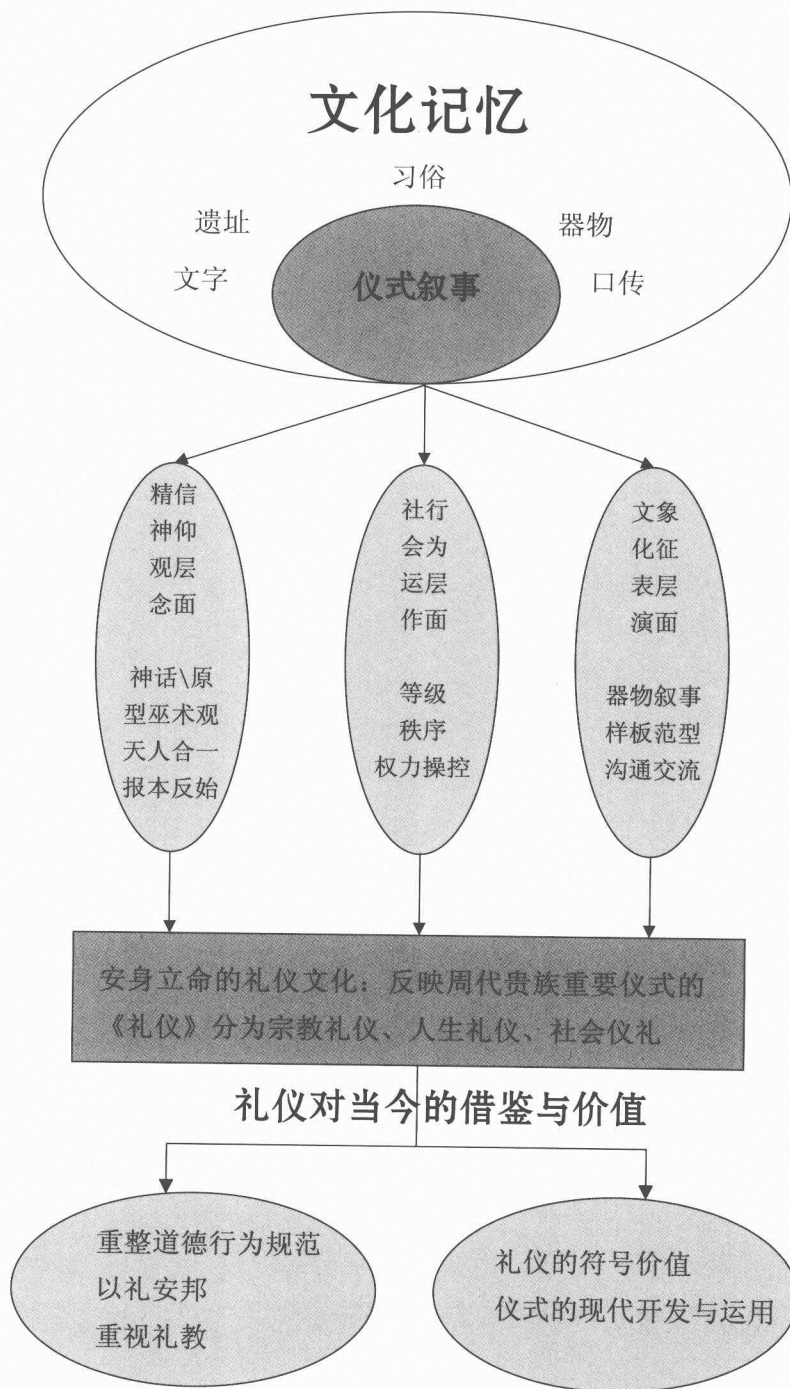 文化记忆
习俗
遗址
器物
文字
仪式叙事
口传
精信
神仰
观层
念面
神话\原
型巫术观
天人合一
报本反始
社行
会为
运层
作面
等级
秩序
权力操控
文象
化征
表层
演面
器物叙事
样板范型
沟通交流
安身立命的礼仪文化：反映周代贵族重要仪式的
《礼仪》分为宗教礼仪、人生礼仪、社会仪礼
礼仪对当今的借鉴与价值
重整道德行为规范
以礼安邦
重视礼教
礼仪的符号价值
仪式的现代开发与运用